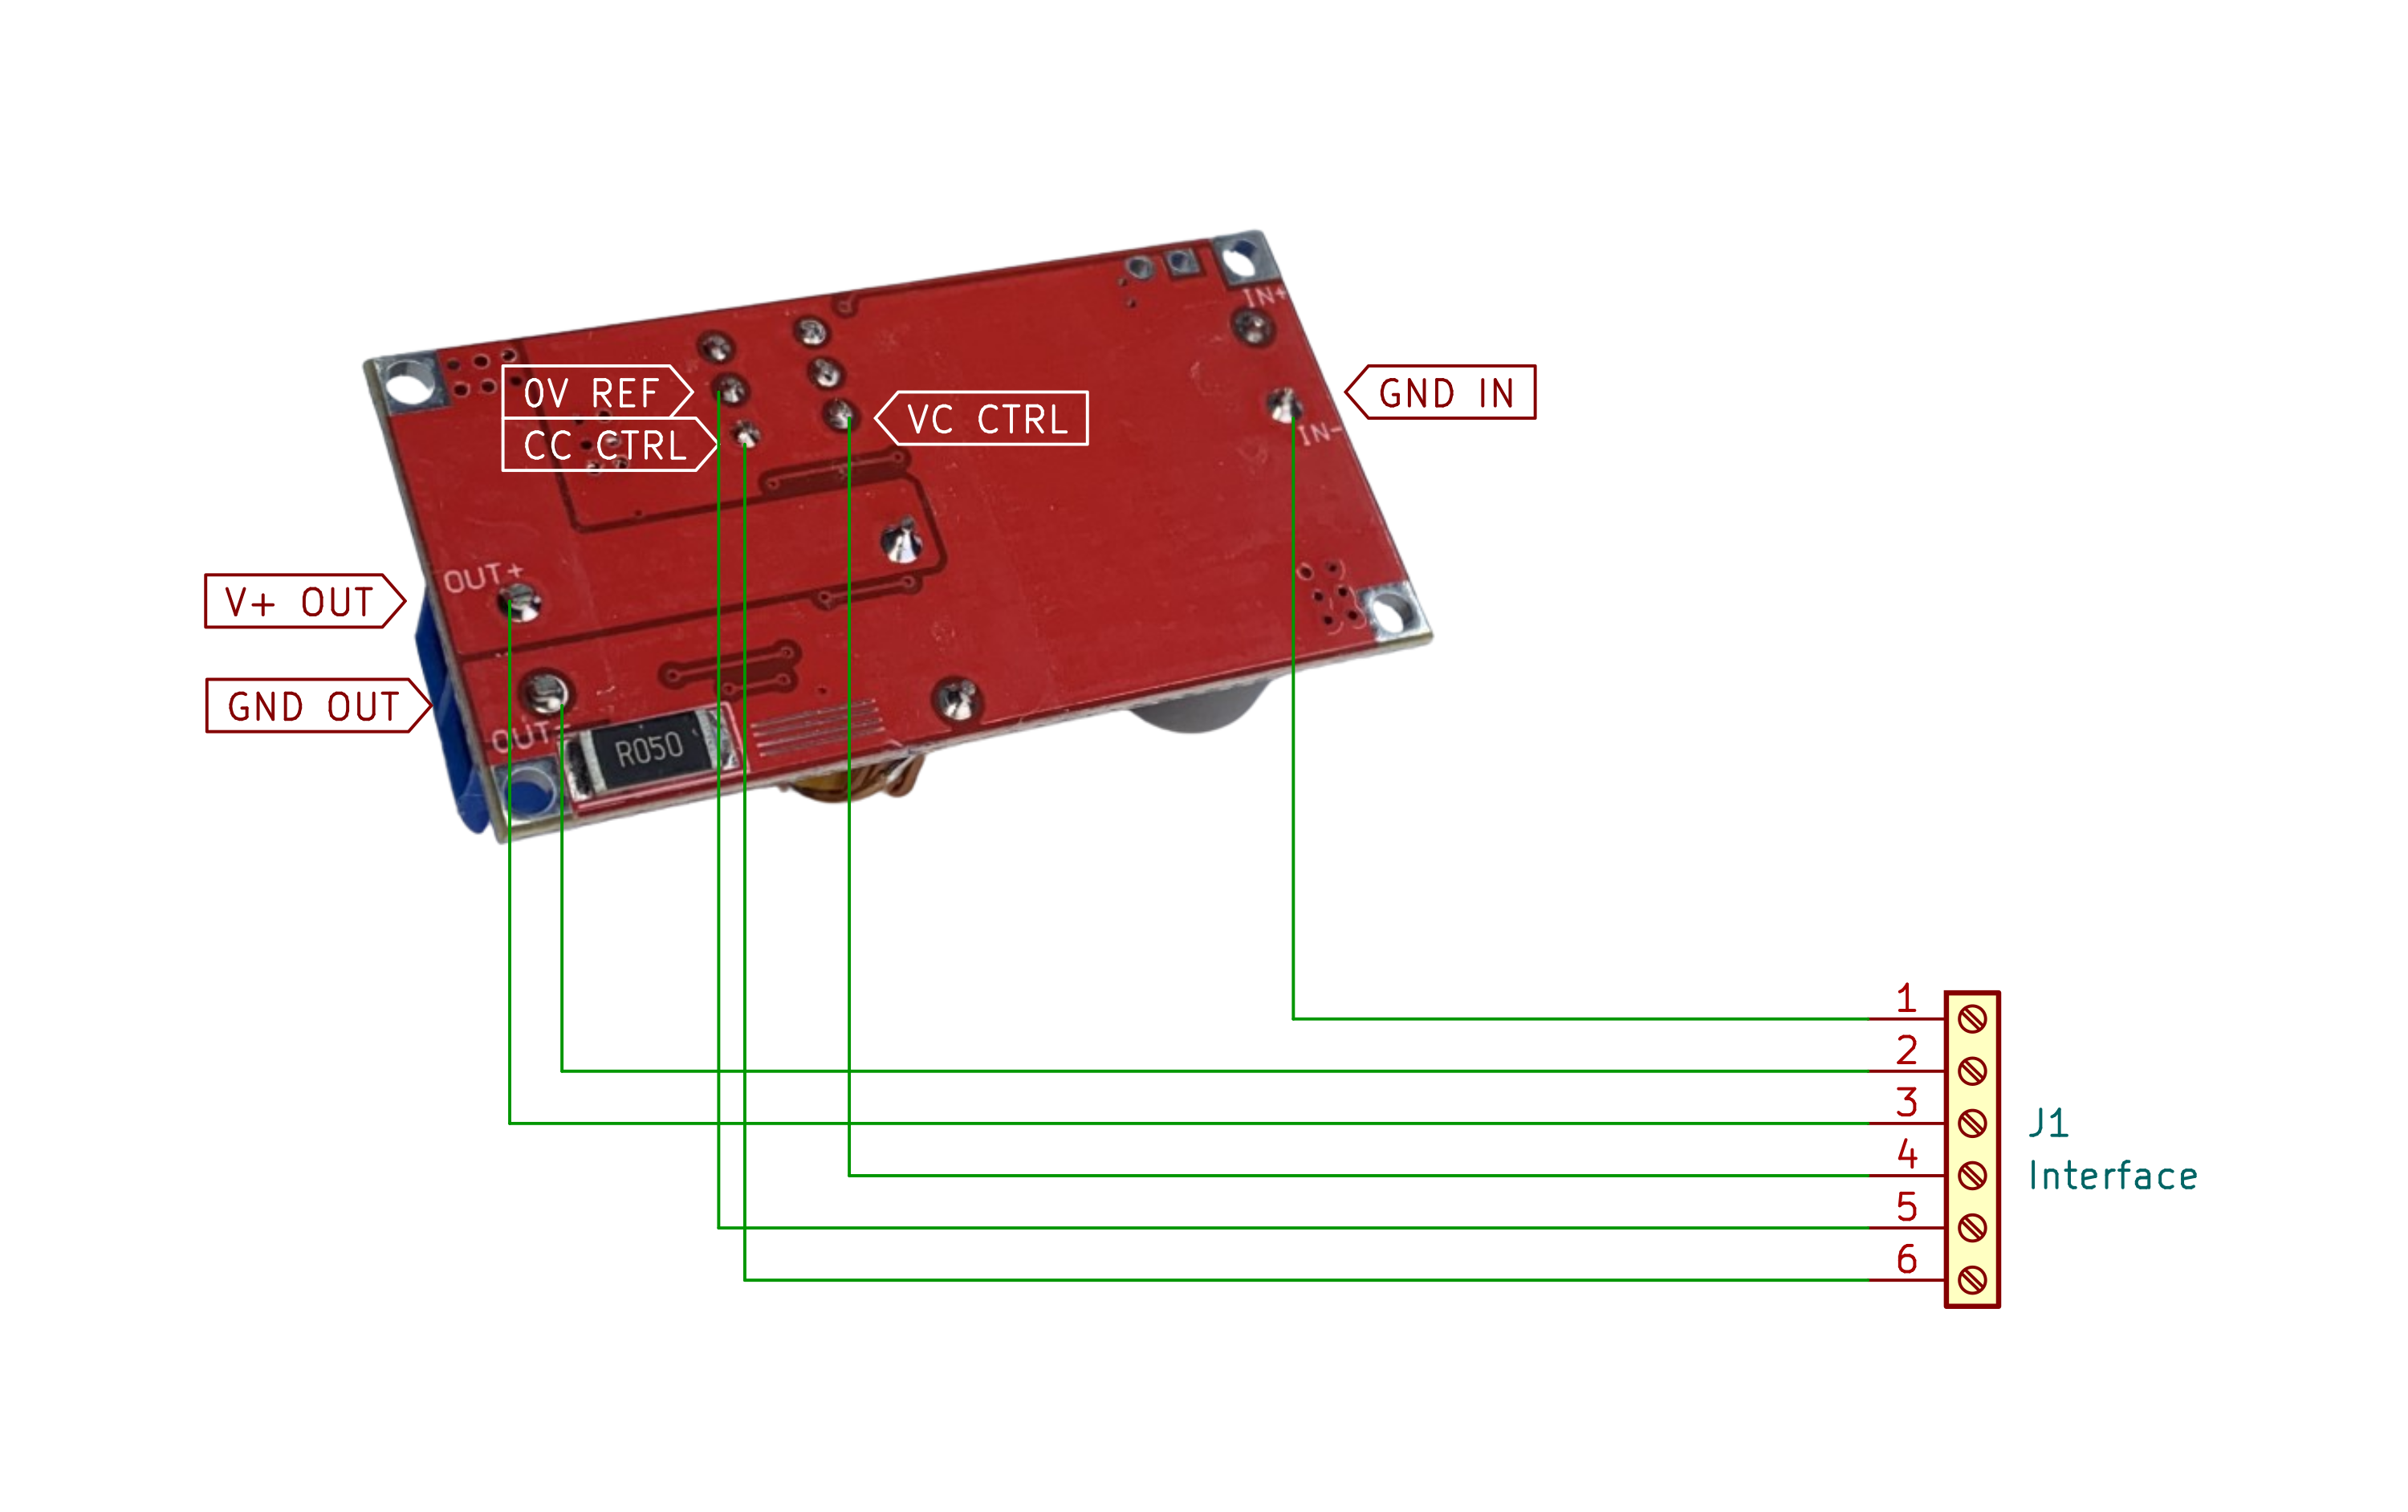 IN+
0V REF
GND IN
VC CTRL
CC CTRL
IN-
OUT+
V+ OUT
GND OUT
OUT-
R050
1
2
3
J1
4
Interface
5
6